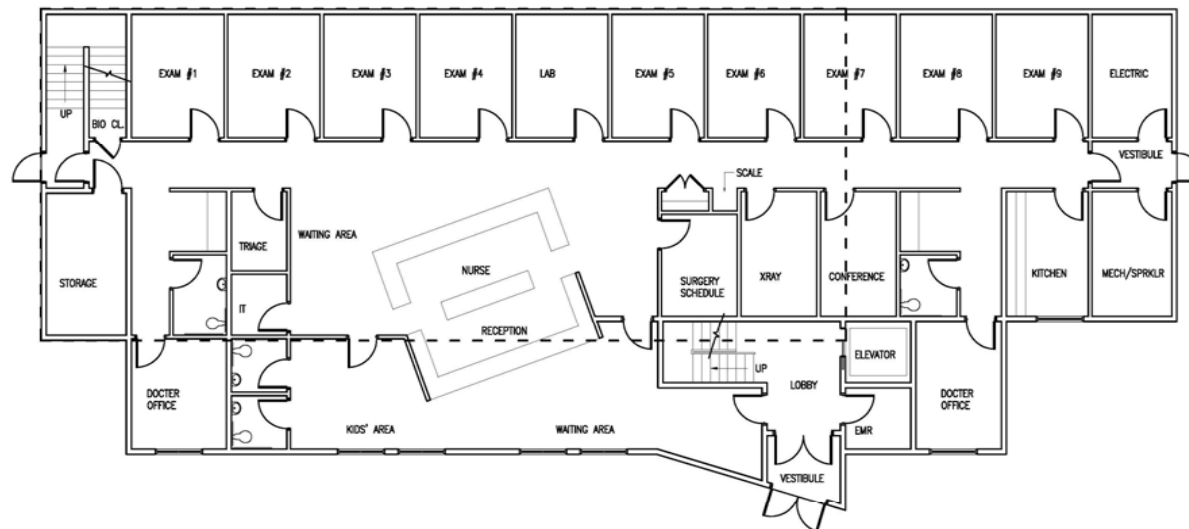 EXAM #1
EXAM #2
EXAM #3
EXAM #4
LAB
EXAM #5
EXAM #6
EXAM #7
EXAM #8
EXAM #9
ELECTRIC
UP
BIO CL.
VESTIBULE
SCALE
WAITING AREA
TRIAGE
NURSE
STORAGE
SURGERY
SCHEDULE
XRAY
CONFERENCE
KITCHEN
MECH/SPRKLR
IT
RECEPTION
ELEVATOR
UP
LOBBY
DOCTER
OFFICE
DOCTER
OFFICE
KIDS' AREA
WAITING AREA
EMR
VESTIBULE